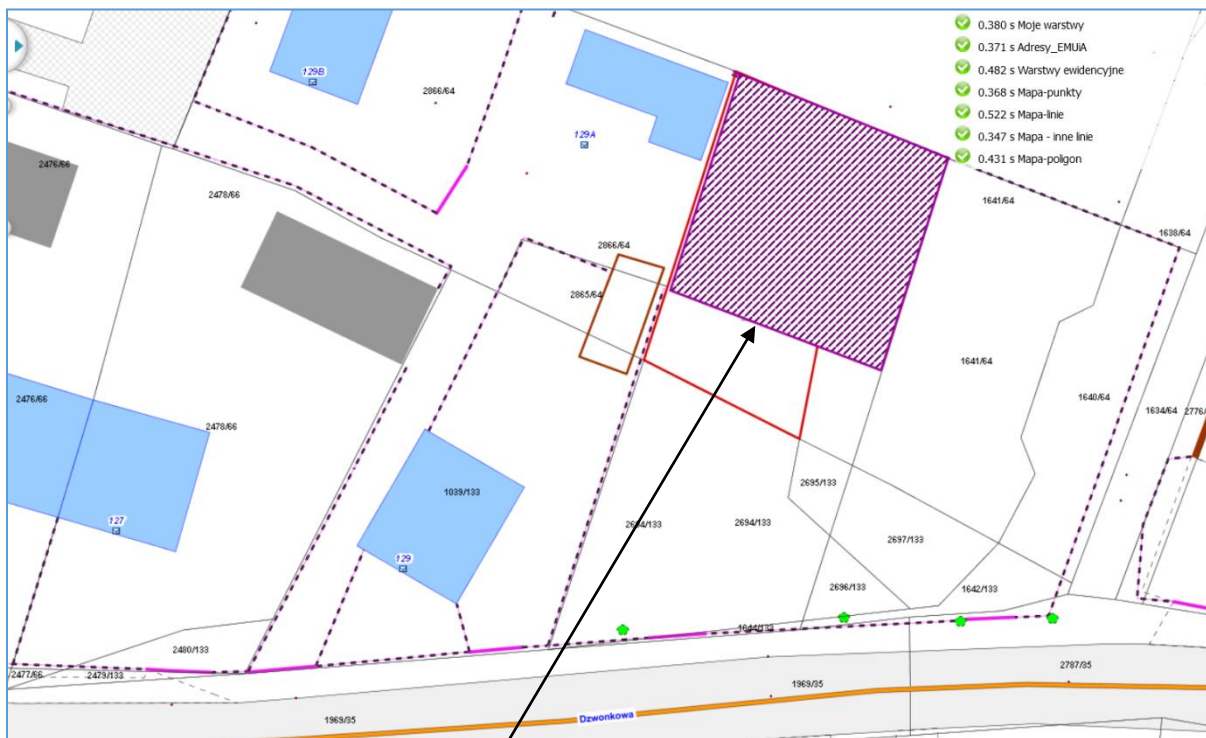 0.380 s Moje warstwy
0.371 s Adresy_EMUiA
0.482 s Warstwy ewidencyjne
0.368 s Mapa-punkty
0.522 s Mapa-linie
0.347 s Mapa - inne linie
0.431 s Mapa-poligon
129B
2866/64
129A
2476/66
2478/66
1641/64
1638/64
2866/64
2865/64
1641/64
1640/64
1634/64
2776/
2476/66
2478/66
1039/133
2695/133
127
129
2694/133
2694/133
2697/133
2696/133
1642/133
1644/133
2480/133
2477/66
2479/133
2787/35
1969/35
1969/35
Dzwonkowa